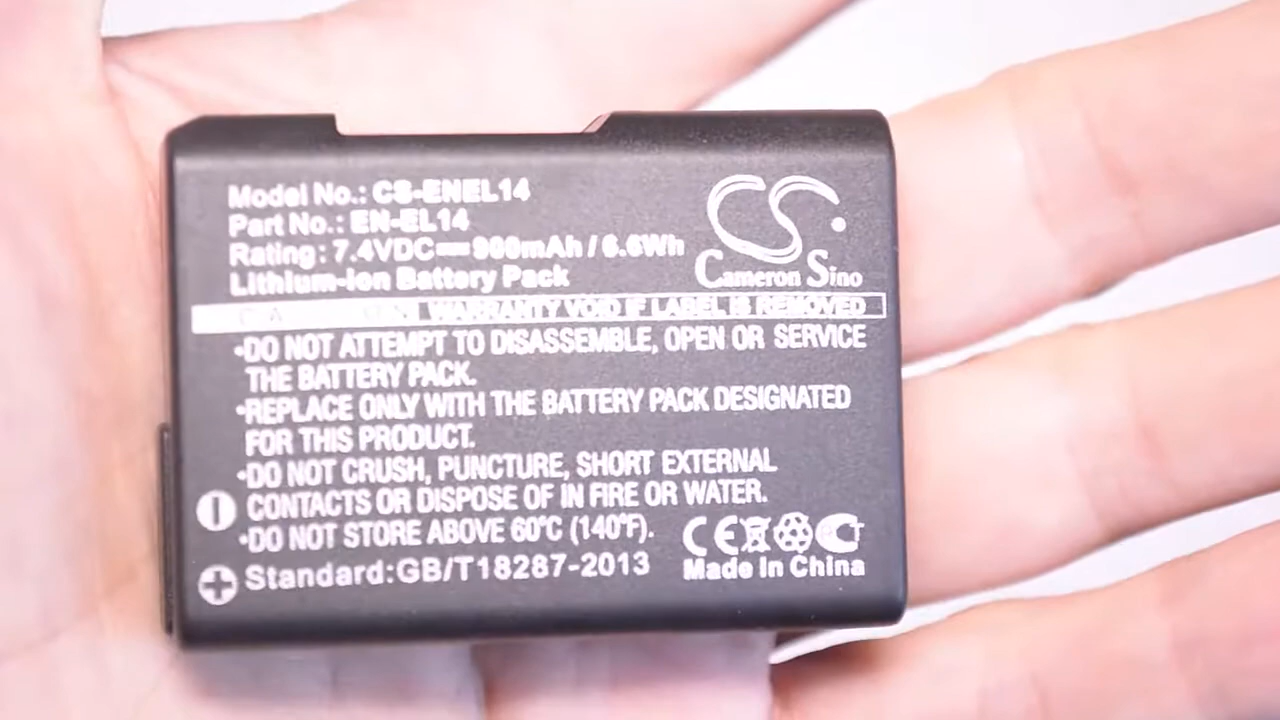 Model No.: CS-ENEL14
Part No.: EN-EL14
Rating: 7.4VDC⎓900mAh / 6.6Wh
Lithium-ion Battery Pack
CS
Cameron Sino
WARRANTY VOID IF LABEL IS REMOVED
•DO NOT ATTEMPT TO DISASSEMBLE, OPEN OR SERVICE
THE BATTERY PACK.
•REPLACE ONLY WITH THE BATTERY PACK DESIGNATED
FOR THIS PRODUCT.
•DO NOT CRUSH, PUNCTURE, SHORT EXTERNAL
CONTACTS OR DISPOSE OF IN FIRE OR WATER.
•DO NOT STORE ABOVE 60°C (140°F).
Standard:GB/T18287-2013
CE
Made In China